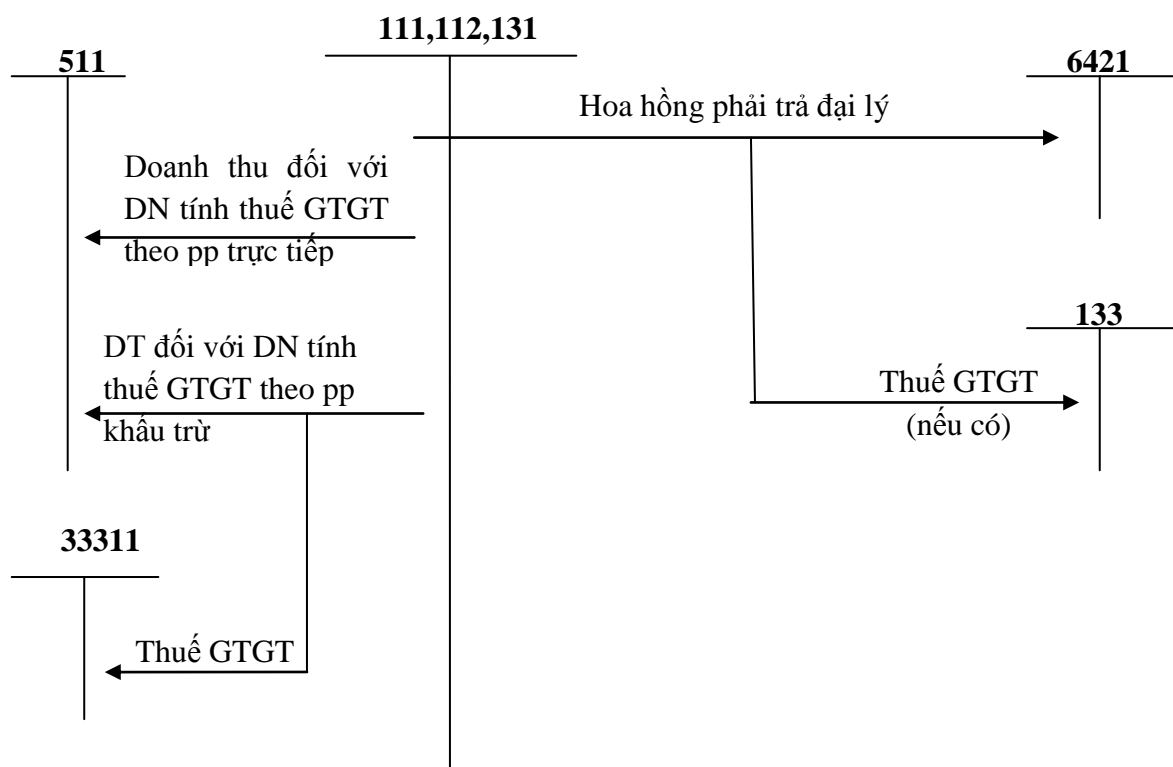 111,112,131
511
6421
Hoa hồng phải trả đại lý
Doanh thu đối với
DN tính thuế GTGT
theo pp trực tiếp
133
DT đối với DN tính
thuế GTGT theo pp
khấu trừ
Thuế GTGT
(nếu có)
33311
Thuế GTGT